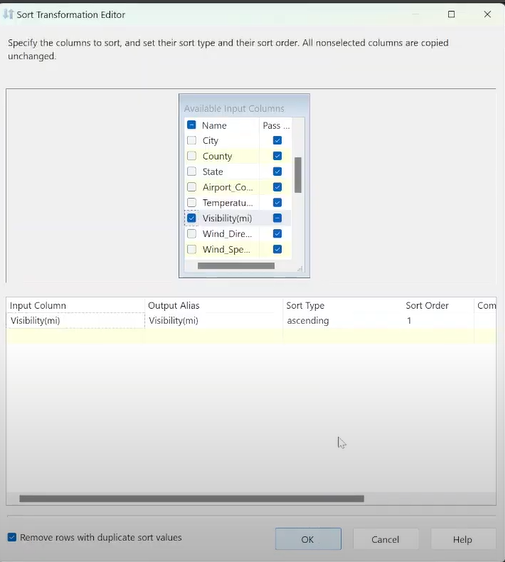 Sort Transformation Editor
Specify the columns to sort, and set their sort type and their sort order. All nonselected columns are copied
unchanged.
Available Input Columns
Name Pass ...
City
County
State
Airport_Co...
Temperatu...
Visibility(mi)
Wind_Dire...
Wind_Spe...
Input Column Output Alias Sort Type Sort Order Com
Visibility(mi) Visibility(mi) ascending 1
Remove rows with duplicate sort values
OK Cancel Help